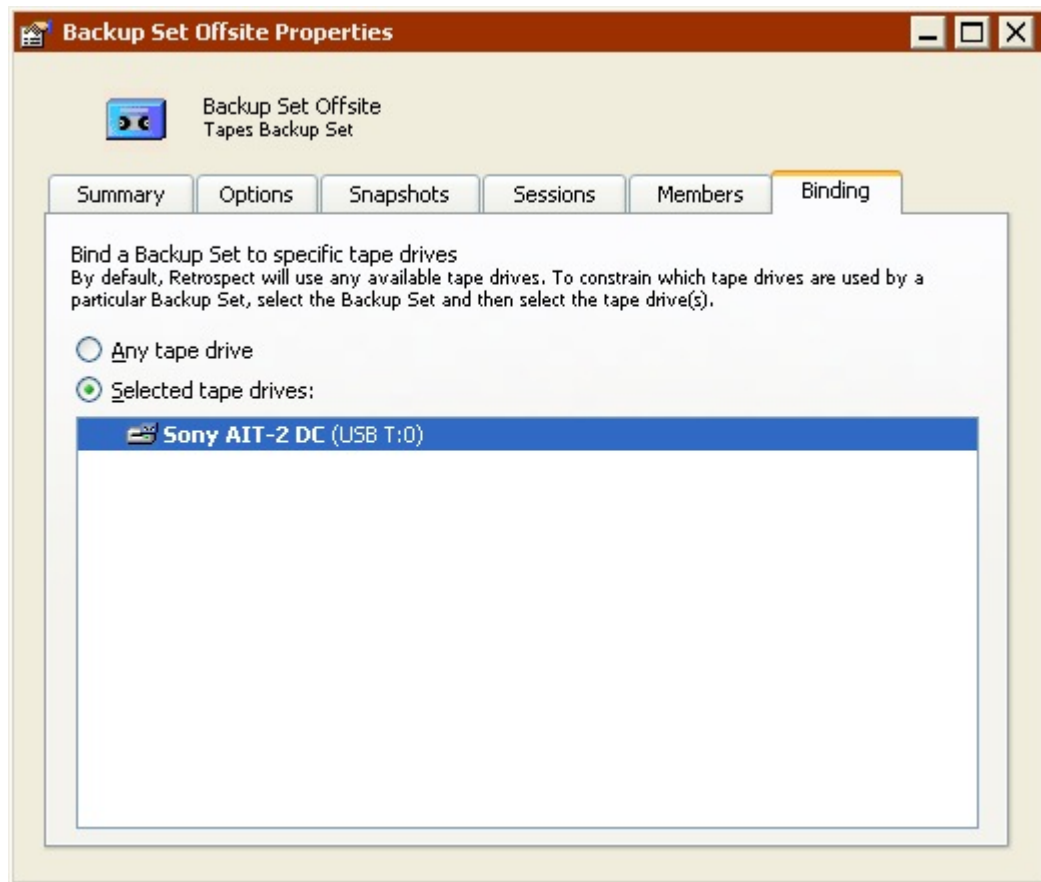 Backup Set Offsite Properties
Backup Set Offsite
Tapes Backup Set
Summary Options Snapshots Sessions Members Binding
Bind a Backup Set to specific tape drives
By default, Retrospect will use any available tape drives. To constrain which tape drives are used by a
particular Backup Set, select the Backup Set and then select the tape drive(s).
Any tape drive
Selected tape drives:
Sony AIT-2 DC (USB T:0)